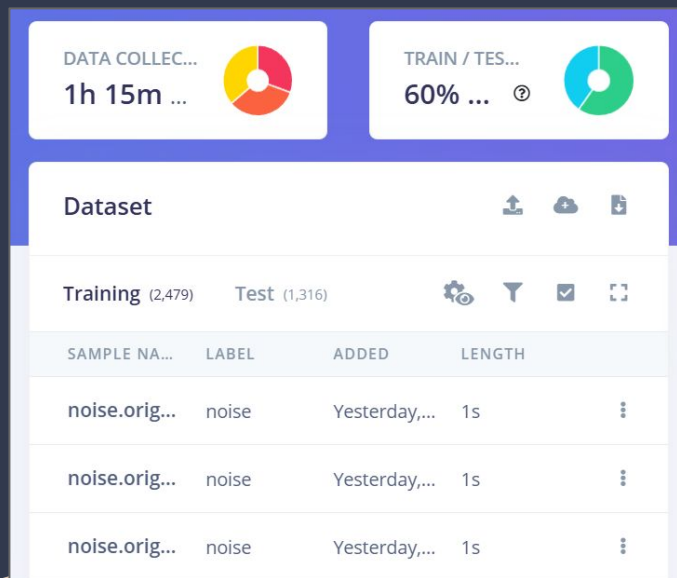 DATA COLLEC...
1h 15m ...
TRAIN / TES...
60% ...
Dataset
Training (2,479) Test (1,316)
SAMPLE NA... LABEL ADDED LENGTH
noise.orig... noise Yesterday,... 1s
noise.orig... noise Yesterday,... 1s
noise.orig... noise Yesterday,... 1s